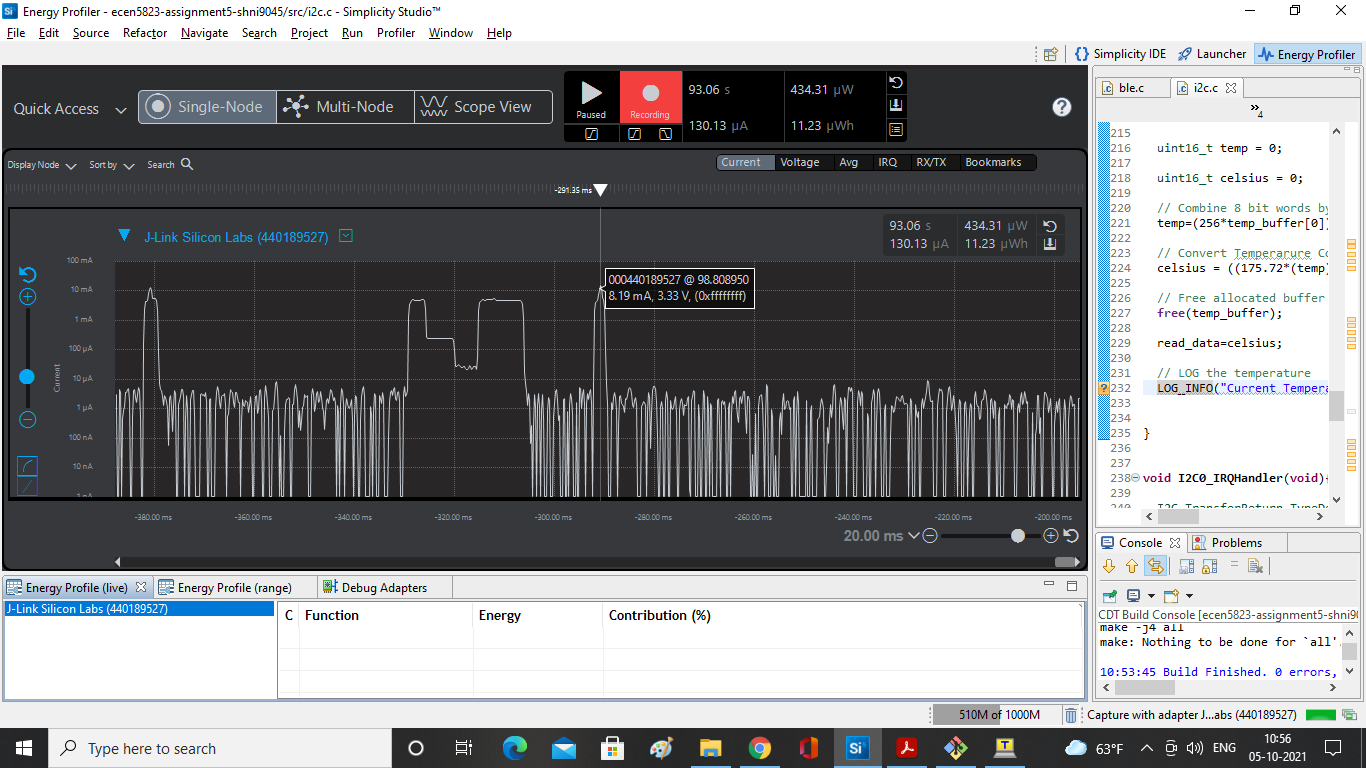 Energy Profiler - ecen5823-assignment5-shni9045/src/i2c.c - Simplicity Studio™
File Edit Source Refactor Navigate Search Project Run Profiler Window Help
Simplicity IDE Launcher Energy Profiler
Quick Access Single-Node Multi-Node Scope View
Paused Recording
93.06 s 434.31 µW
130.13 µA 11.23 µWh
Display Node Sort by Search
Current Voltage Avg IRQ RX/TX Bookmarks
-291.35 ms
J-Link Silicon Labs (440189527)
93.06 s 434.31 µW
130.13 µA 11.23 µWh
000440189527 @ 98.808950
8.19 mA, 3.33 V, (0xffffffff)
Current
100 mA
10 mA
1 mA
100 µA
10 µA
1 µA
100 nA
10 nA
-380.00 ms -360.00 ms -340.00 ms -320.00 ms -300.00 ms -280.00 ms -260.00 ms -240.00 ms -220.00 ms -200.00 ms
20.00 ms
ble.c i2c.c
4
215
216 uint16_t temp = 0;
217
218 uint16_t celsius = 0;
219
220 // Combine 8 bit words by
221 temp=(256*temp_buffer[0])
222
223 // Convert Temperarure Co
224 celsius = ((175.72*(temp)
225
226 // Free allocated buffer
227 free(temp_buffer);
228
229 read_data=celsius;
230
231 // LOG the temperature
232 LOG_INFO("Current Tempera
233
234
235 }
236
237
238 void I2C0_IRQHandler(void){
239
240
Console Problems
CDT Build Console [ecen5823-assignment5-shni9
make -j4 all
make: Nothing to be done for `all'.
10:53:45 Build Finished. 0 errors,
Energy Profile (live) Energy Profile (range) Debug Adapters
J-Link Silicon Labs (440189527)
C Function Energy Contribution (%)
510M of 1000M Capture with adapter J...abs (440189527)
Type here to search
63°F ENG 10:56
05-10-2021